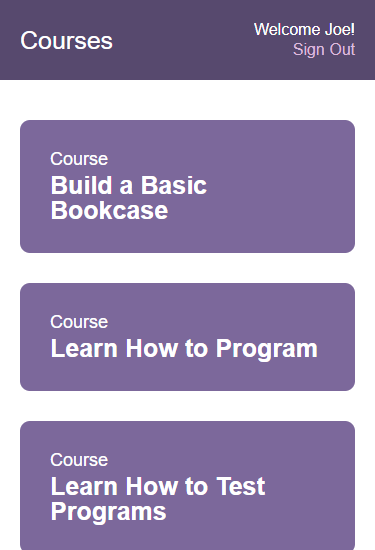 Courses
Welcome Joe!
Sign Out
Course
Build a Basic
Bookcase
Course
Learn How to Program
Course
Learn How to Test
Programs